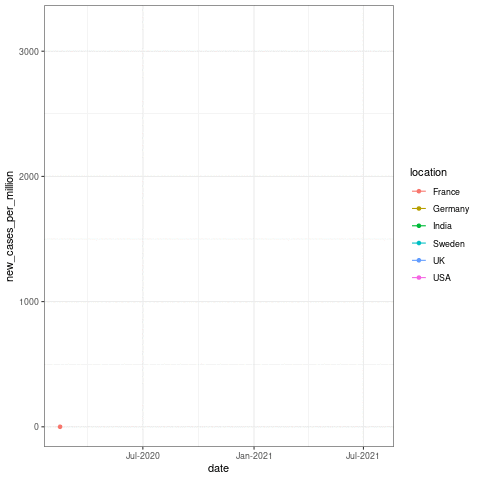 3000
2000
1000
0
new_cases_per_million
Jul-2020
Jan-2021
Jul-2021
date
location
France
Germany
India
Sweden
UK
USA